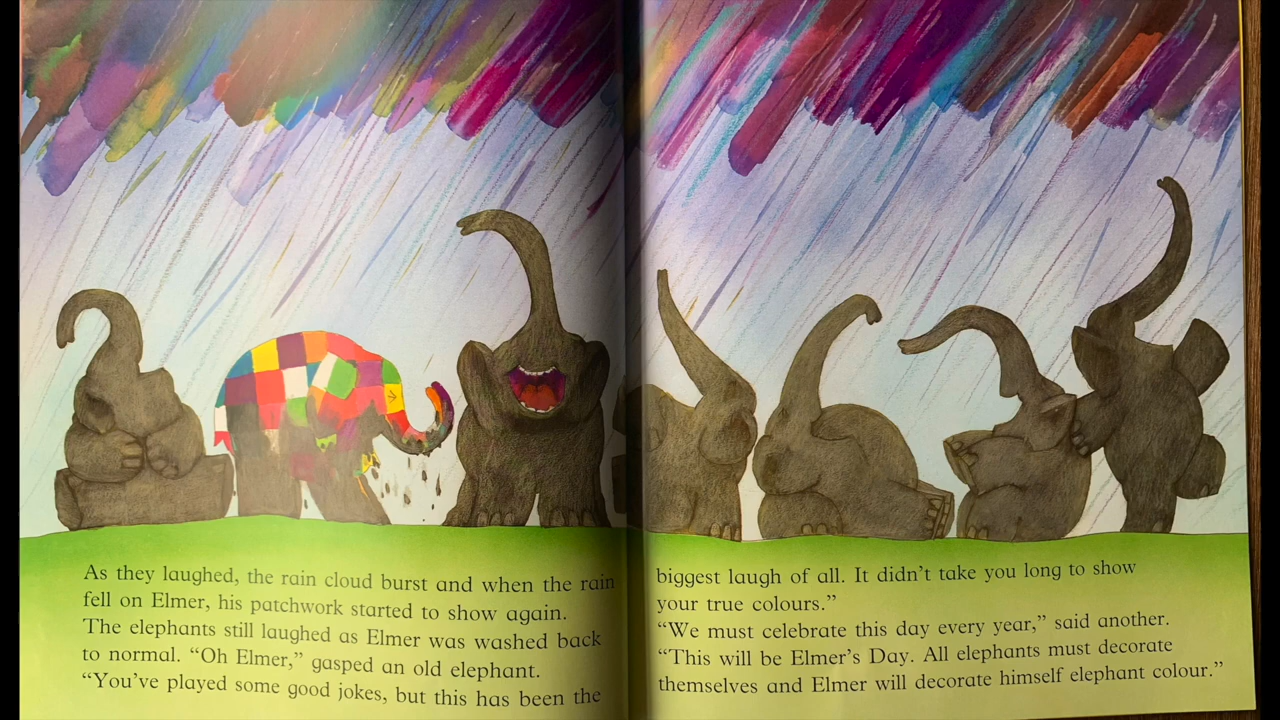 As they laughed, the rain cloud burst and when the rain
fell on Elmer, his patchwork started to show again.
The elephants still laughed as Elmer was washed back
to normal. “Oh Elmer,” gasped an old elephant.
“You’ve played some good jokes, but this has been the
biggest laugh of all. It didn’t take you long to show
your true colours.”
“We must celebrate this day every year,” said another.
“This will be Elmer’s Day. All elephants must decorate
themselves and Elmer will decorate himself elephant colour.”